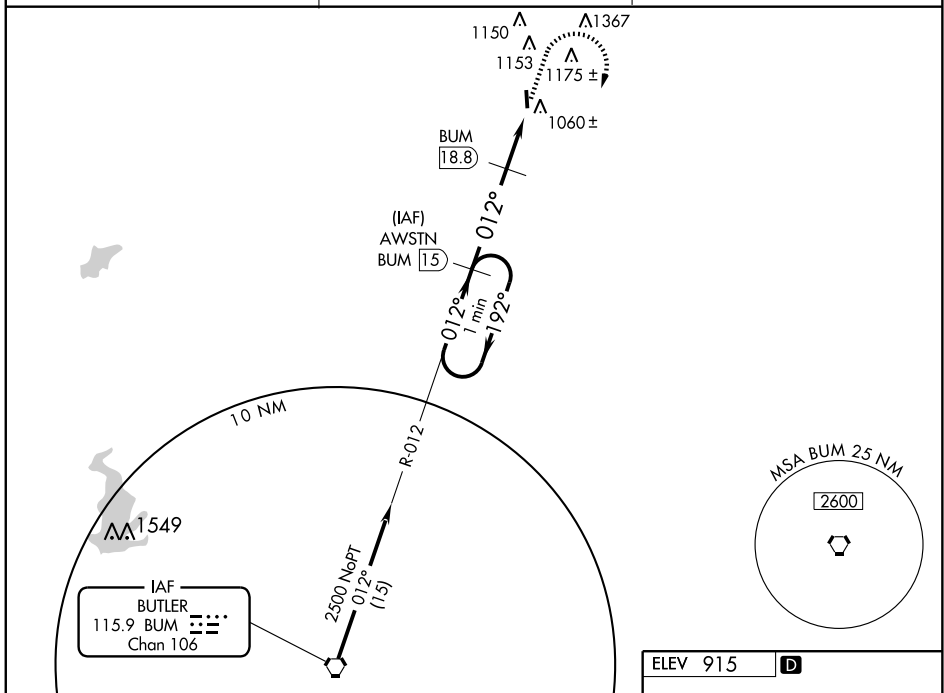 1150
1367
1153
1175 ±
1060 ±
BUM
18.8
012°
(IAF)
AWSTN
BUM 15
012°
1 min
192°
10 NM
R-012
MSA BUM 25 NM
2600
1549
2500 NoPT
012°
(15)
IAF
BUTLER
115.9 BUM
Chan 106
ELEV 915 D